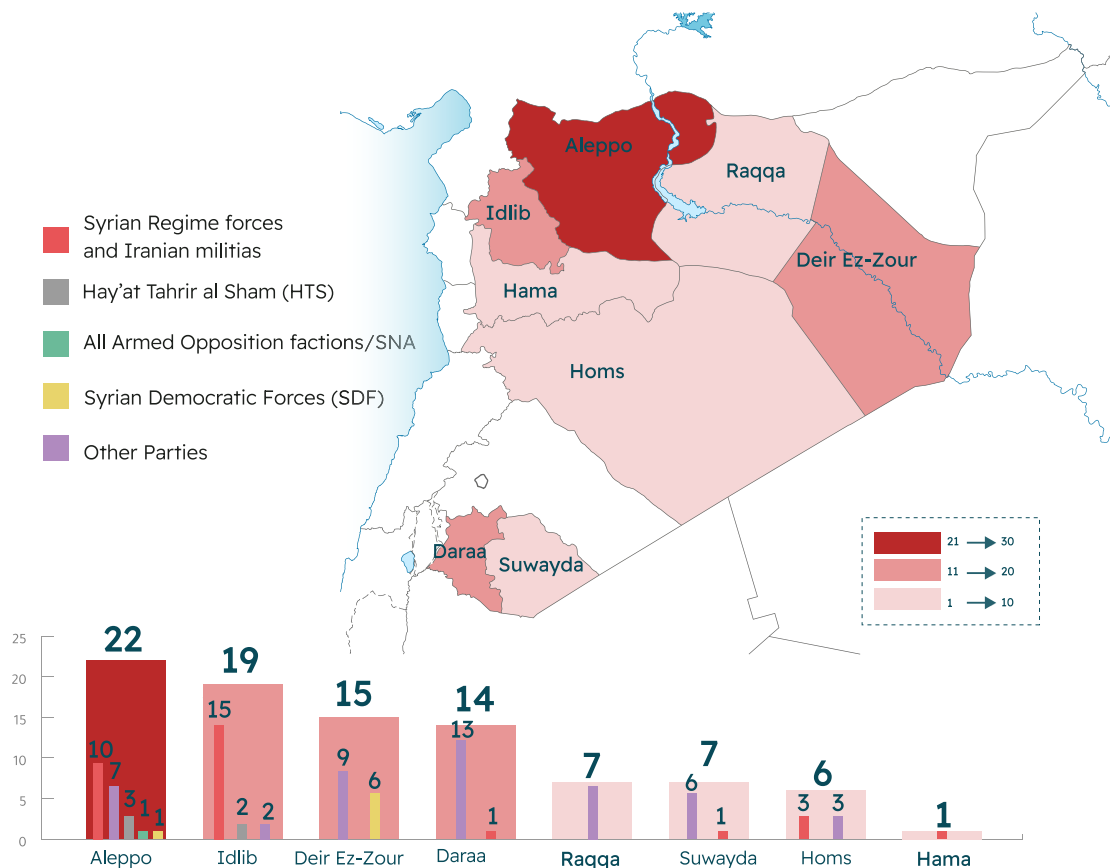 Aleppo
Raqqa
Idlib
Deir Ez-Zour
Hama
Homs
Daraa
Suwayda
Syrian Regime forces
and Iranian militias
Hay'at Tahrir al Sham (HTS)
All Armed Opposition factions/SNA
Syrian Democratic Forces (SDF)
Other Parties
21 30
11 20
1 10
25
20
15
10
5
0
22
10
7
3
1
1
19
15
2
2
15
9
6
14
13
1
7
7
6
1
6
3
3
1
Aleppo
Idlib
Deir Ez-Zour
Daraa
Raqqa
Suwayda
Homs
Hama